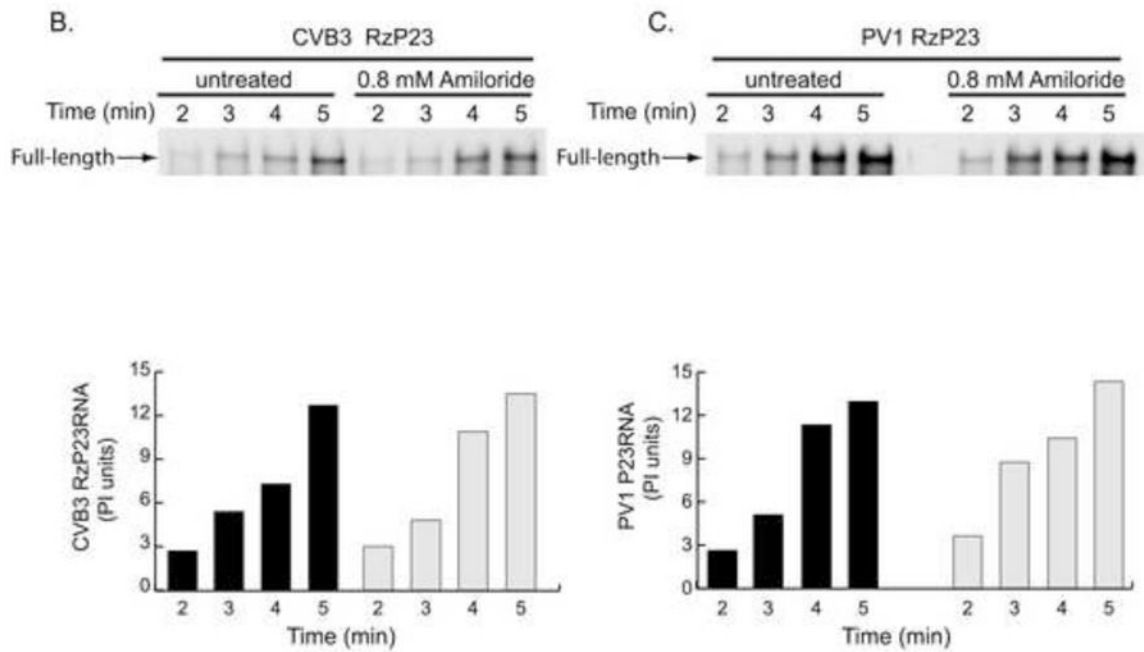 B.
CVB3 RzP23
untreated 0.8 mM Amiloride
Time (min) 2 3 4 5 2 3 4 5
Full-length
15
12
9
6
3
0
CVB3 RzP23RNA
(PI units)
2 3 4 5 2 3 4 5
Time (min)
C.
PV1 RzP23
untreated 0.8 mM Amiloride
Time (min) 2 3 4 5 2 3 4 5
Full-length
15
12
9
6
3
0
PV1 P23RNA
(PI units)
2 3 4 5 2 3 4 5
Time (min)